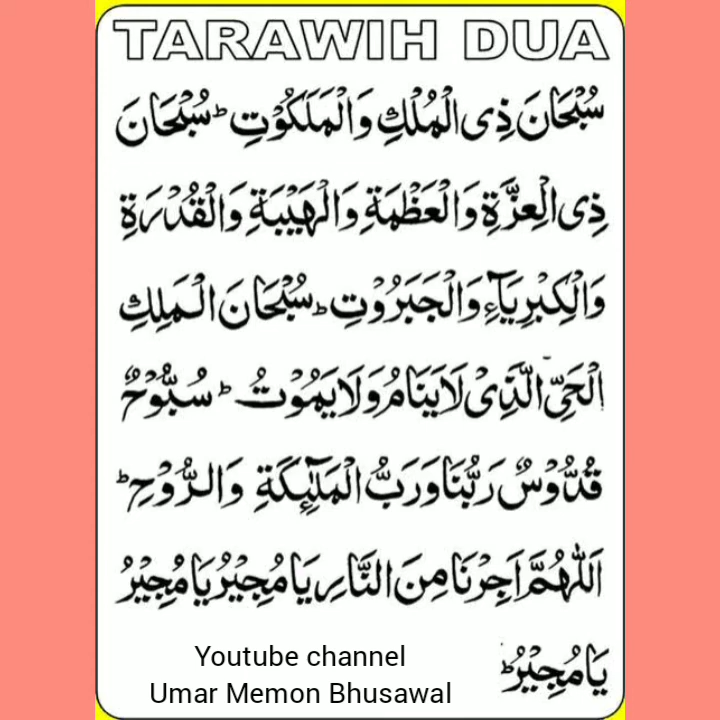 TARAWIH DUA
سُبْحَانَ ذِی الْمُلْكِ وَالْمَلَكُوْتِ ؕ سُبْحَانَ
ذِی الْعِزَّةِ وَالْعَظْمَةِ وَالْهَيْبَةِ وَالْقُدْرَةِ
وَالْكِبْرِيَآءِ وَالْجَبَرُوْتِ ؕ سُبْحَانَ الْمَلِكِ
الْحَیِّ الَّذِیْ لَا يَنَامُ وَلَا يَمُوْتُ ؕ سُبُّوْحٌ
قُدُّوْسٌ رَبُّنَا وَرَبُّ الْمَلٰٓئِكَةِ وَالرُّوْحِ ؕ
اَللّٰهُمَّ اَجِرْنَا مِنَ النَّارِ يَا مُجِيْرُ يَا مُجِيْرُ
يَا مُجِيْرُ ؕ
Youtube channel
Umar Memon Bhusawal